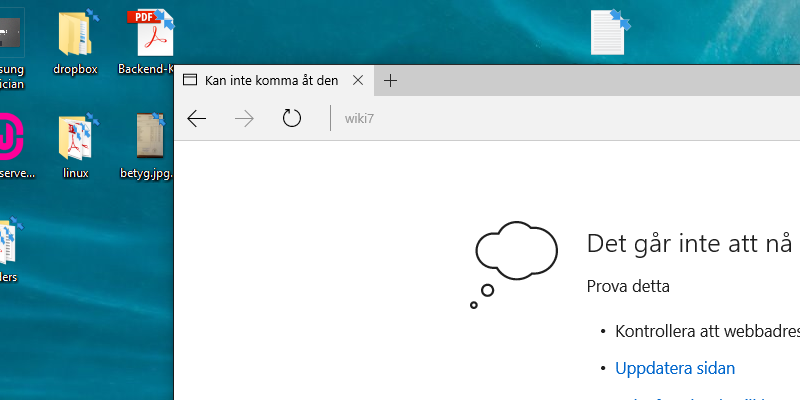 PDF
sung
ician
dropbox
Backend-K
serve...
linux
betyg.jpg.
lers
Kan inte komma åt den
wiki7
Det går inte att nå
Prova detta
• Kontrollera att webbadres
• Uppdatera sidan